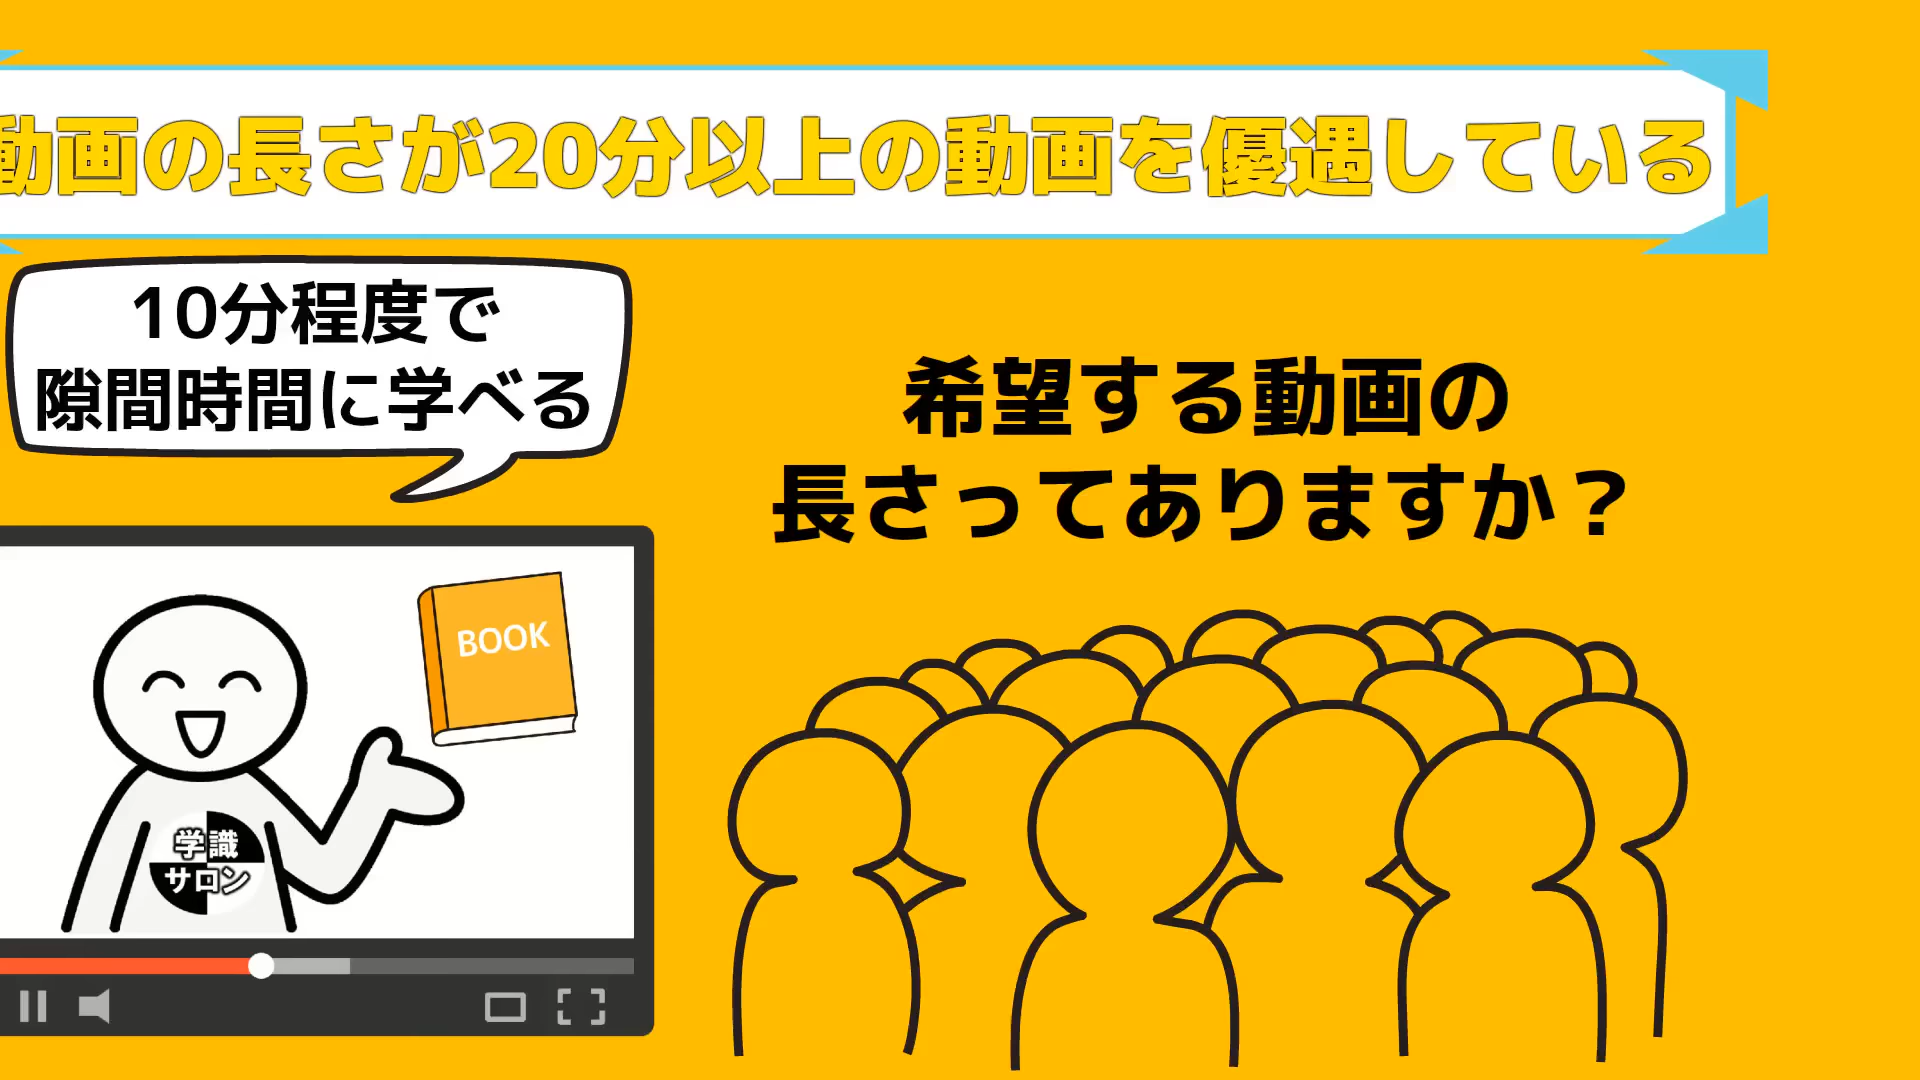 動画の長さが20分以上の動画を優遇している
10分程度で
隙間時間に学べる
希望する動画の
長さってありますか？
BOOK
学識
サロン